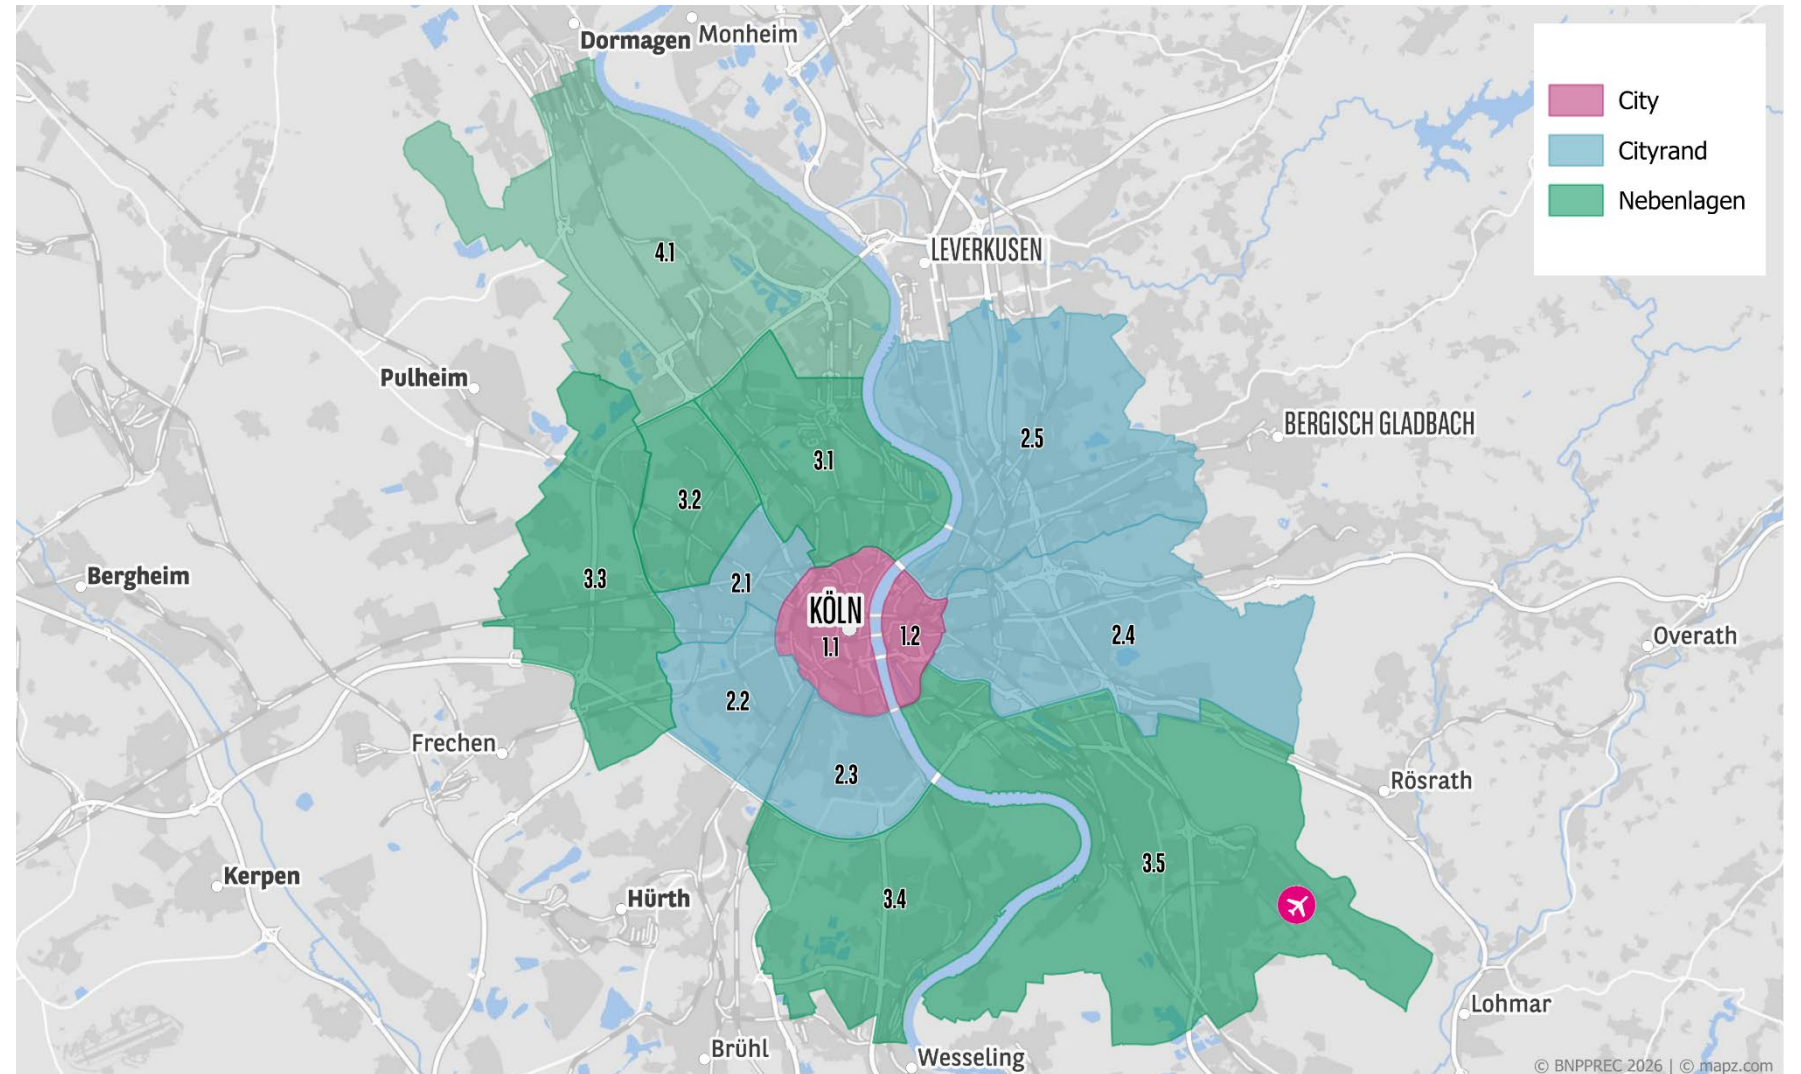 Dormagen
Monheim
City
Cityrand
Nebenlagen
4.1
LEVERKUSEN
Pulheim
BERGISCH GLADBACH
2.5
3.1
3.2
Bergheim
3.3
2.1
KÖLN
1.1
1.2
2.4
Overath
2.2
Frechen
2.3
Rösrath
3.5
Kerpen
Hürth
3.4
Lohmar
Brühl
Wesseling
© BNPPREC 2026 | © mapz.com